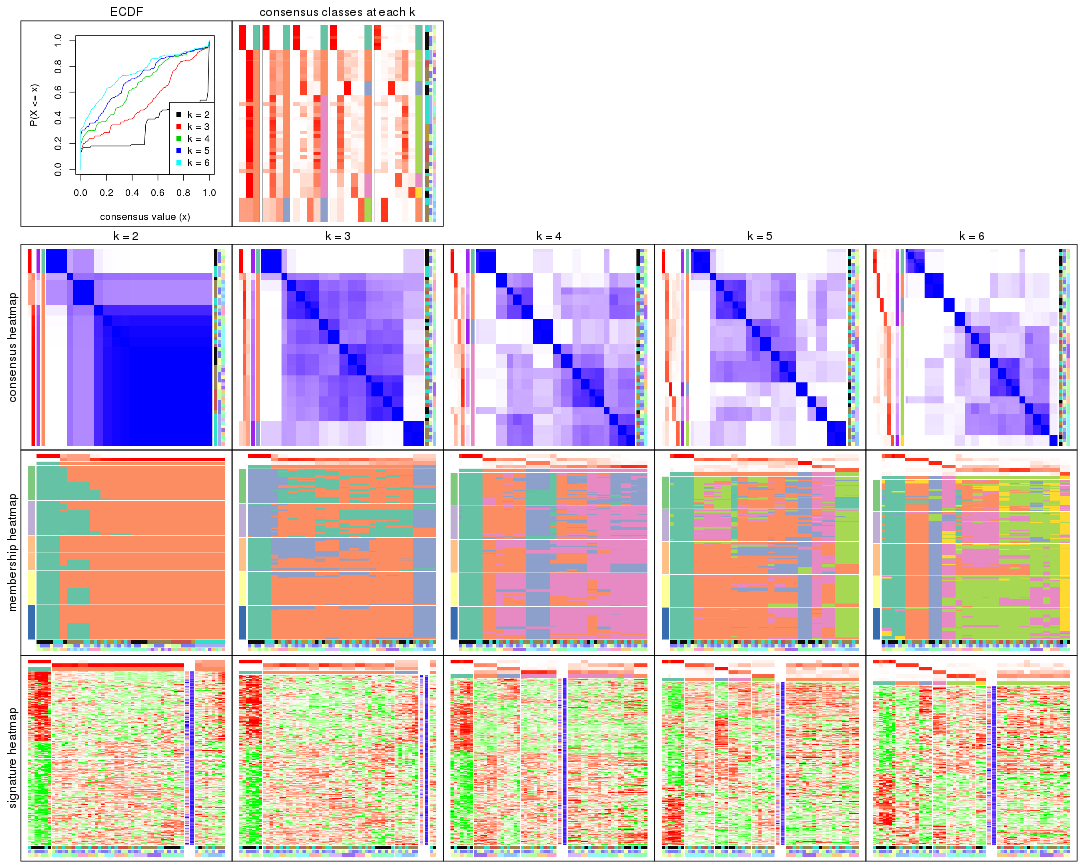 ECDF
consensus classes at each k
P(X <= x)
1.0
0.8
0.6
0.4
0.2
0.0
k = 2
k = 3
k = 4
k = 5
k = 6
0.0 0.2 0.4 0.6 0.8 1.0
consensus value (x)
k = 2
k = 3
k = 4
k = 5
k = 6
consensus heatmap
membership heatmap
signature heatmap